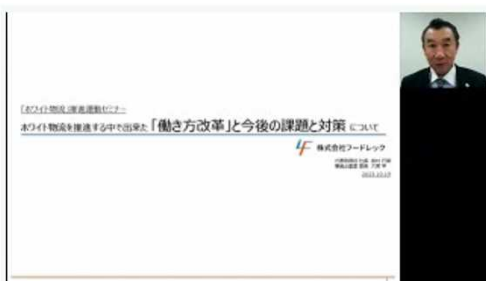 「ホワイト物流」推進運動セミナー
ホワイト物流を推進する中で出来た「働き方改革」と今後の課題と対策 について
株式会社フードレック